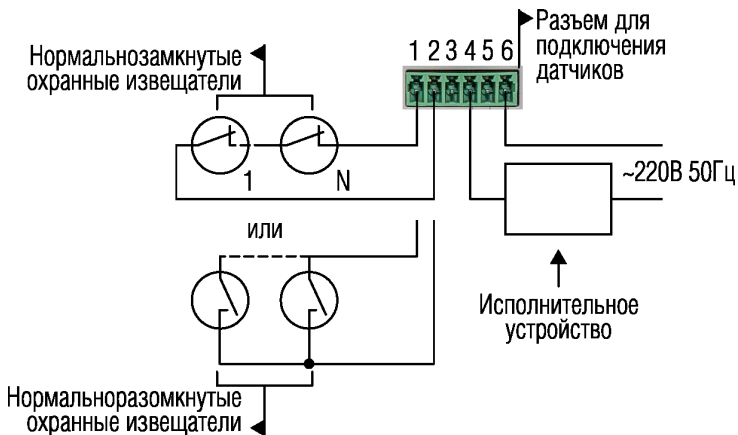 Нормальнозамкнутые
охранные извещатели
1 2 3 4 5 6
Разъем для
подключения
датчиков
1
N
~220В 50Гц
или
Исполнительное
устройство
Нормальноразомкнутые
охранные извещатели